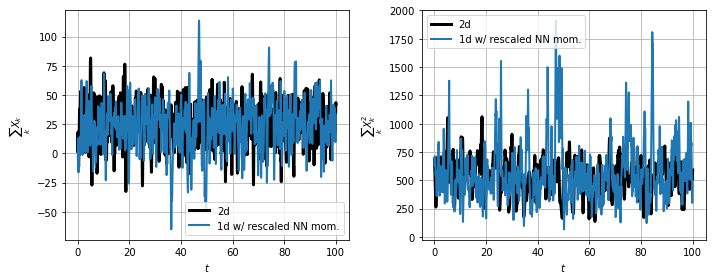 100
75
50
25
0
−25
−50
0 20 40 60 80 100
t
∑ₖ Xₖ
2d
1d w/ rescaled NN mom.
2000
1750
1500
1250
1000
750
500
250
0
0 20 40 60 80 100
t
∑ₖ Xₖ²
2d
1d w/ rescaled NN mom.